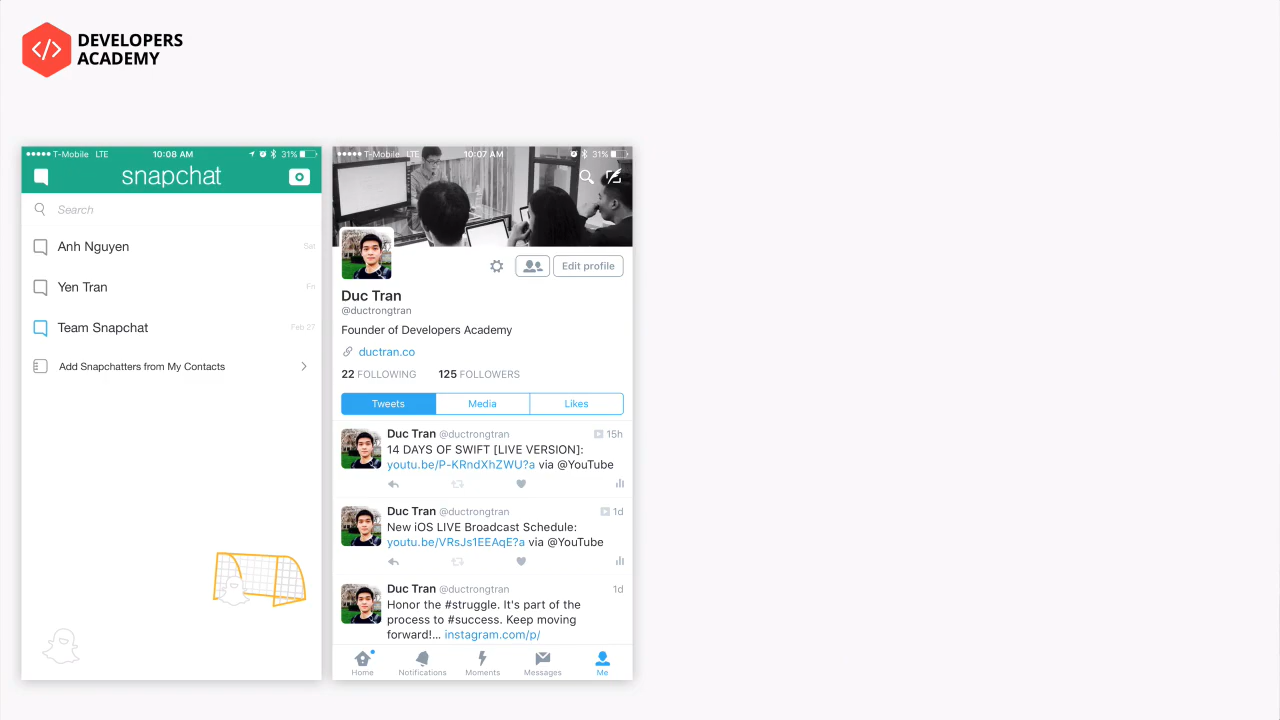 DEVELOPERS
ACADEMY
T-Mobile LTE 10:08 AM 31%
snapchat
Search
Anh Nguyen Sat
Yen Tran Fri
Team Snapchat Feb 27
Add Snapchatters from My Contacts
T-Mobile LTE 10:07 AM 31%
Edit profile
Duc Tran
@ductrongtran
Founder of Developers Academy
ductran.co
22 FOLLOWING 125 FOLLOWERS
Tweets Media Likes
Duc Tran @ductrongtran 15h
14 DAYS OF SWIFT [LIVE VERSION]:
youtu.be/P-KRndXhZWU?a via @YouTube
Duc Tran @ductrongtran 1d
New iOS LIVE Broadcast Schedule:
youtu.be/VRsJs1EEAqE?a via @YouTube
Duc Tran @ductrongtran 1d
Honor the #struggle. It's part of the
process to #success. Keep moving
forward!... instagram.com/p/
Home Notifications Moments Messages Me